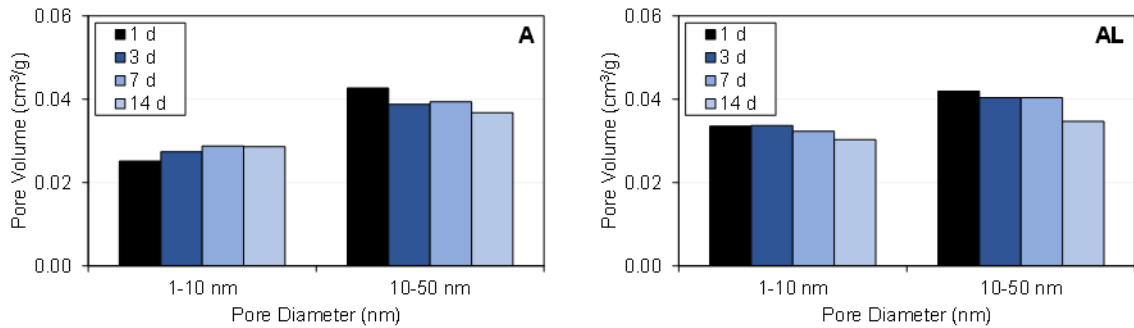 A
1 d
3 d
7 d
14 d
Pore Volume (cm³/g)
0.06
0.04
0.02
0.00
1-10 nm
10-50 nm
Pore Diameter (nm)
AL
1 d
3 d
7 d
14 d
Pore Volume (cm³/g)
0.06
0.04
0.02
0.00
1-10 nm
10-50 nm
Pore Diameter (nm)